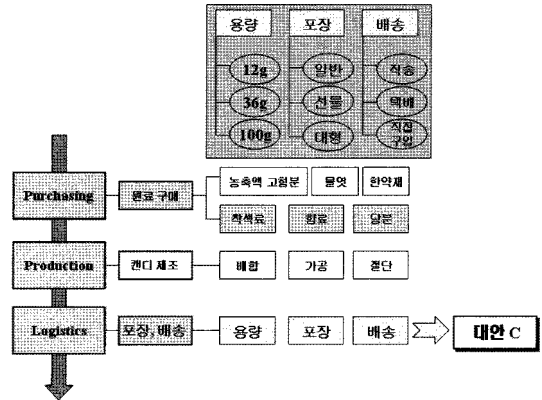 용량 포장 배송
12g 일반 직송
36g 선물 택배
100g 대형 직접
구입
Purchasing 원료 구매 농축액 고형분 물엿 한약재
착색료 향료 당분
Production 캔디 제조 배합 가공 절단
Logistics 포장, 배송 용량 포장 배송 대안 C